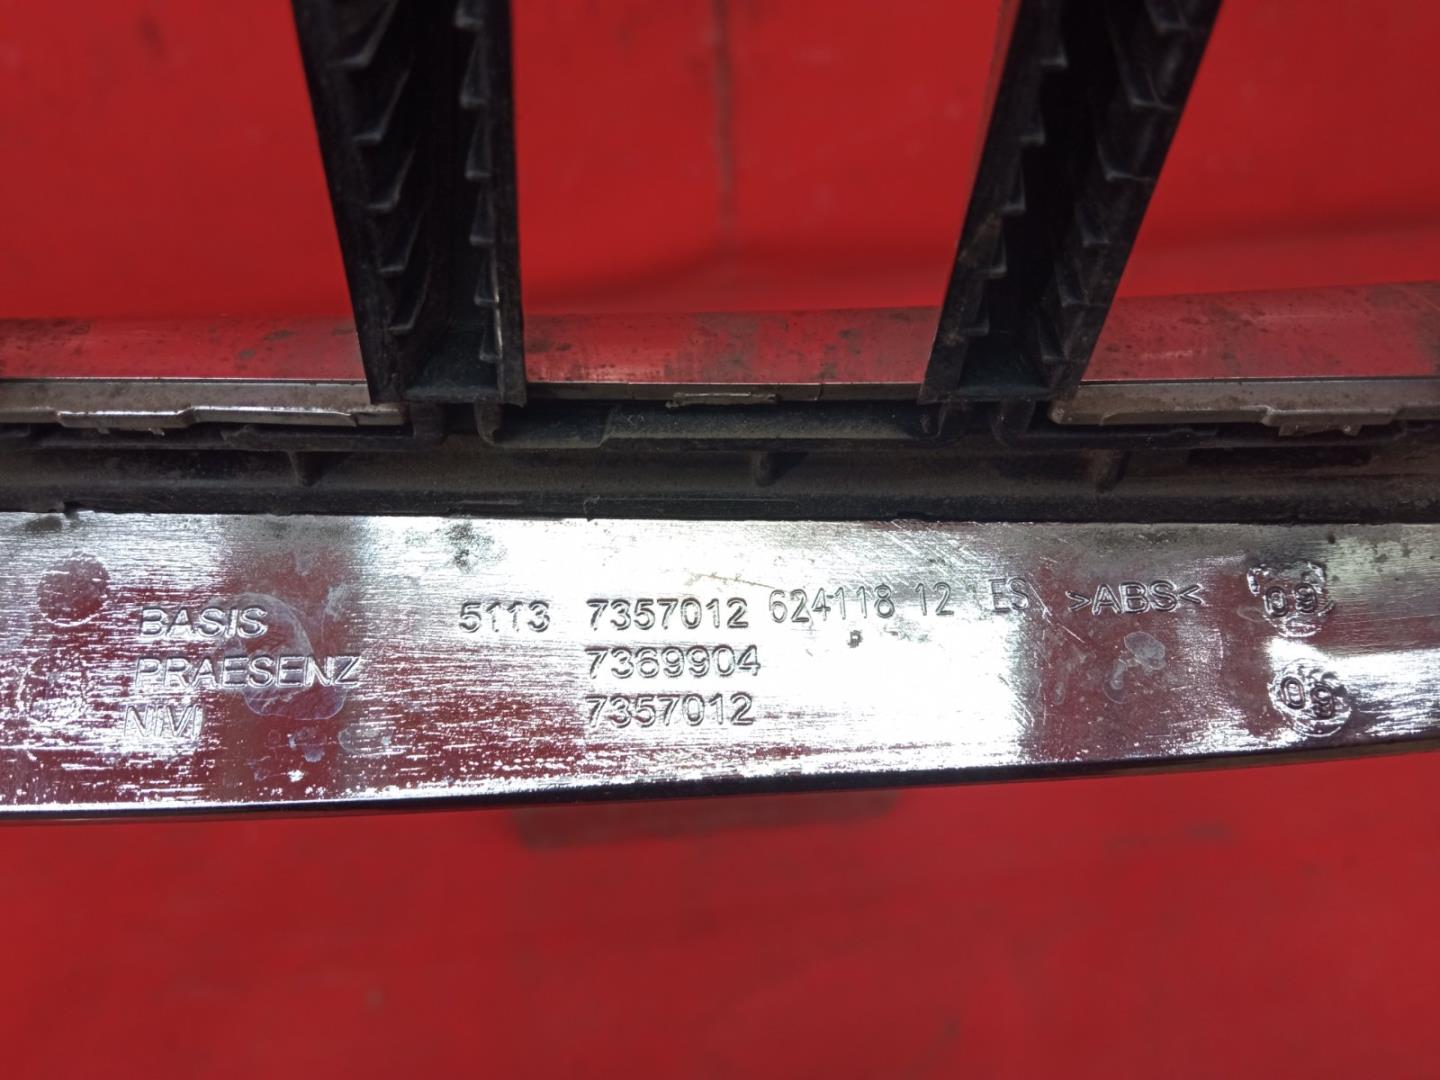 BASIS 5113 7357012 624118 12 ES >ABS< 09
PRAESENZ 7369904
NIVI 7357012 09